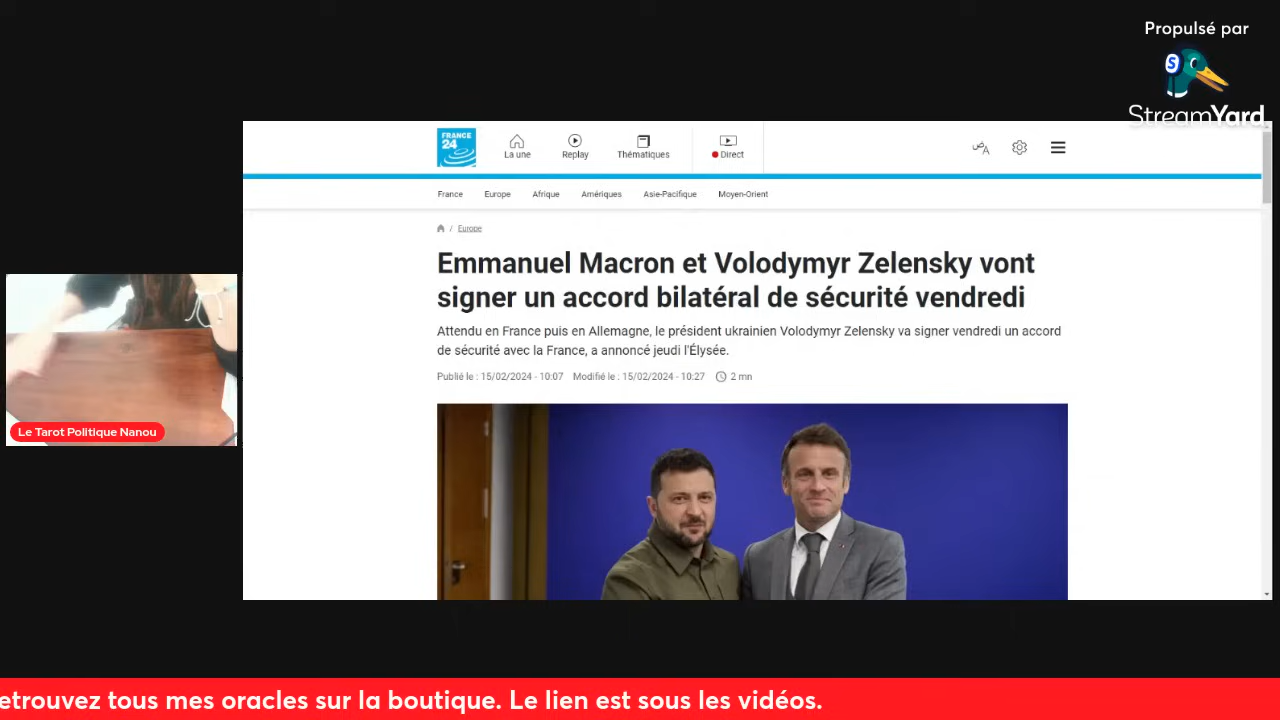 Propulsé par
StreamYard
FRANCE
24
La une
Replay
Thématiques
Direct
France
Europe
Afrique
Amériques
Asie-Pacifique
Moyen-Orient
/ Europe
Emmanuel Macron et Volodymyr Zelensky vont
signer un accord bilatéral de sécurité vendredi
Attendu en France puis en Allemagne, le président ukrainien Volodymyr Zelensky va signer vendredi un accord
de sécurité avec la France, a annoncé jeudi l'Élysée.
Publié le : 15/02/2024 - 10:07 Modifié le : 15/02/2024 - 10:27 2 mn
Le Tarot Politique Nanou
etrouvez tous mes oracles sur la boutique. Le lien est sous les vidéos.